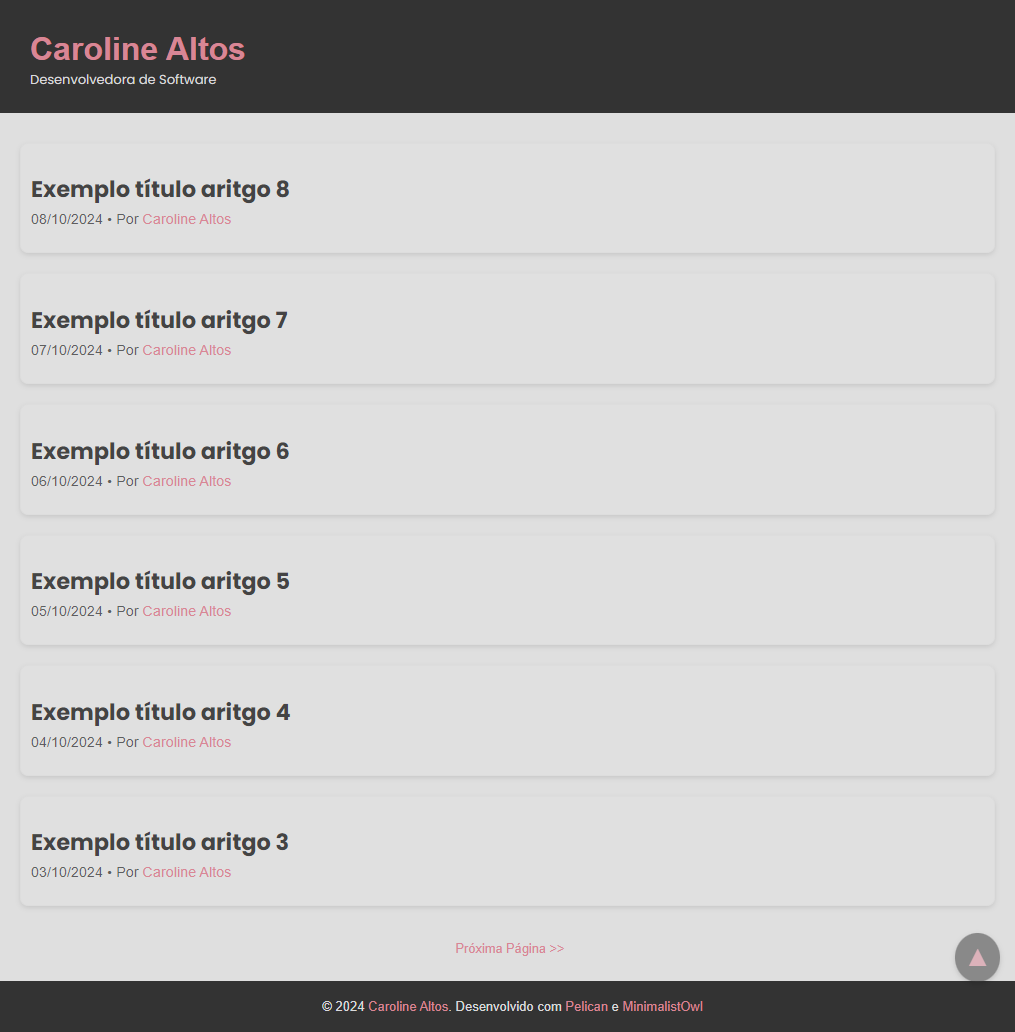 Caroline Altos
Desenvolvedora de Software
Exemplo título aritgo 8
08/10/2024 • Por Caroline Altos
Exemplo título aritgo 7
07/10/2024 • Por Caroline Altos
Exemplo título aritgo 6
06/10/2024 • Por Caroline Altos
Exemplo título aritgo 5
05/10/2024 • Por Caroline Altos
Exemplo título aritgo 4
04/10/2024 • Por Caroline Altos
Exemplo título aritgo 3
03/10/2024 • Por Caroline Altos
Próxima Página >>
© 2024 Caroline Altos. Desenvolvido com Pelican e MinimalistOwl